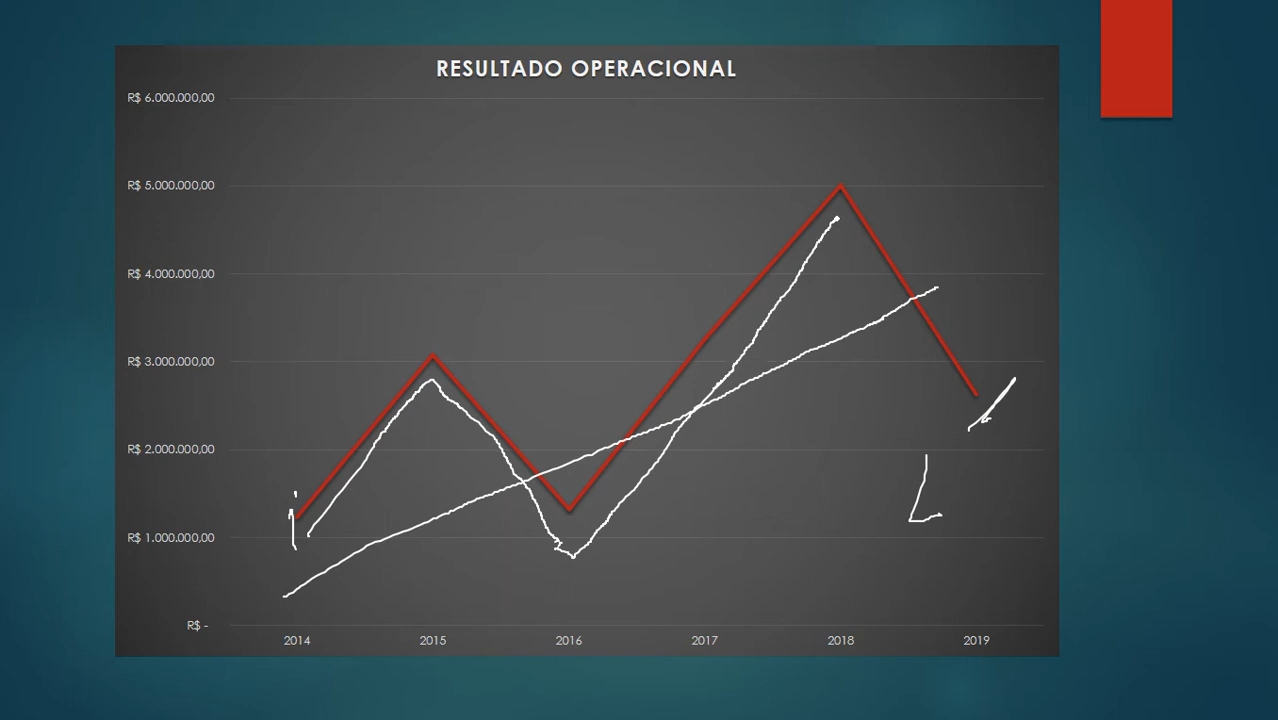 RESULTADO OPERACIONAL
R$ 6.000.000,00
R$ 5.000.000,00
R$ 4.000.000,00
R$ 3.000.000,00
R$ 2.000.000,00
R$ 1.000.000,00
R$ -
2014 2015 2016 2017 2018 2019